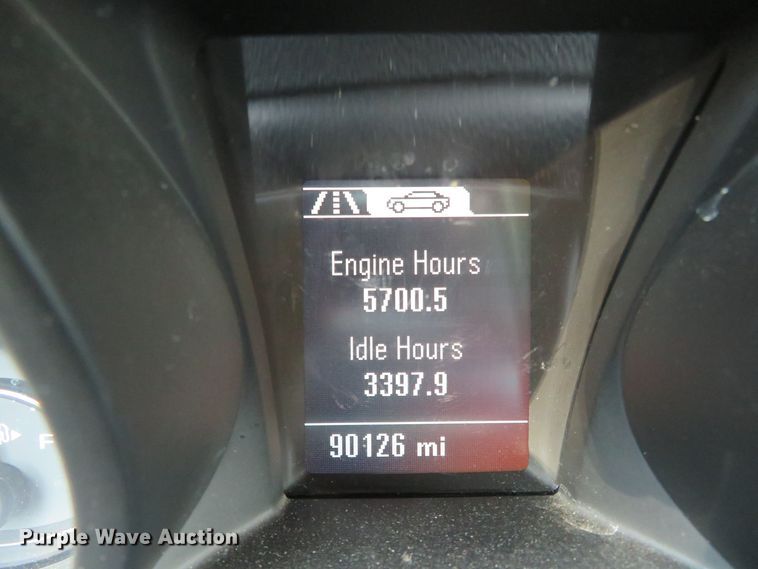 Engine Hours
5700.5
Idle Hours
3397.9
90126 mi
F
Purple Wave Auction